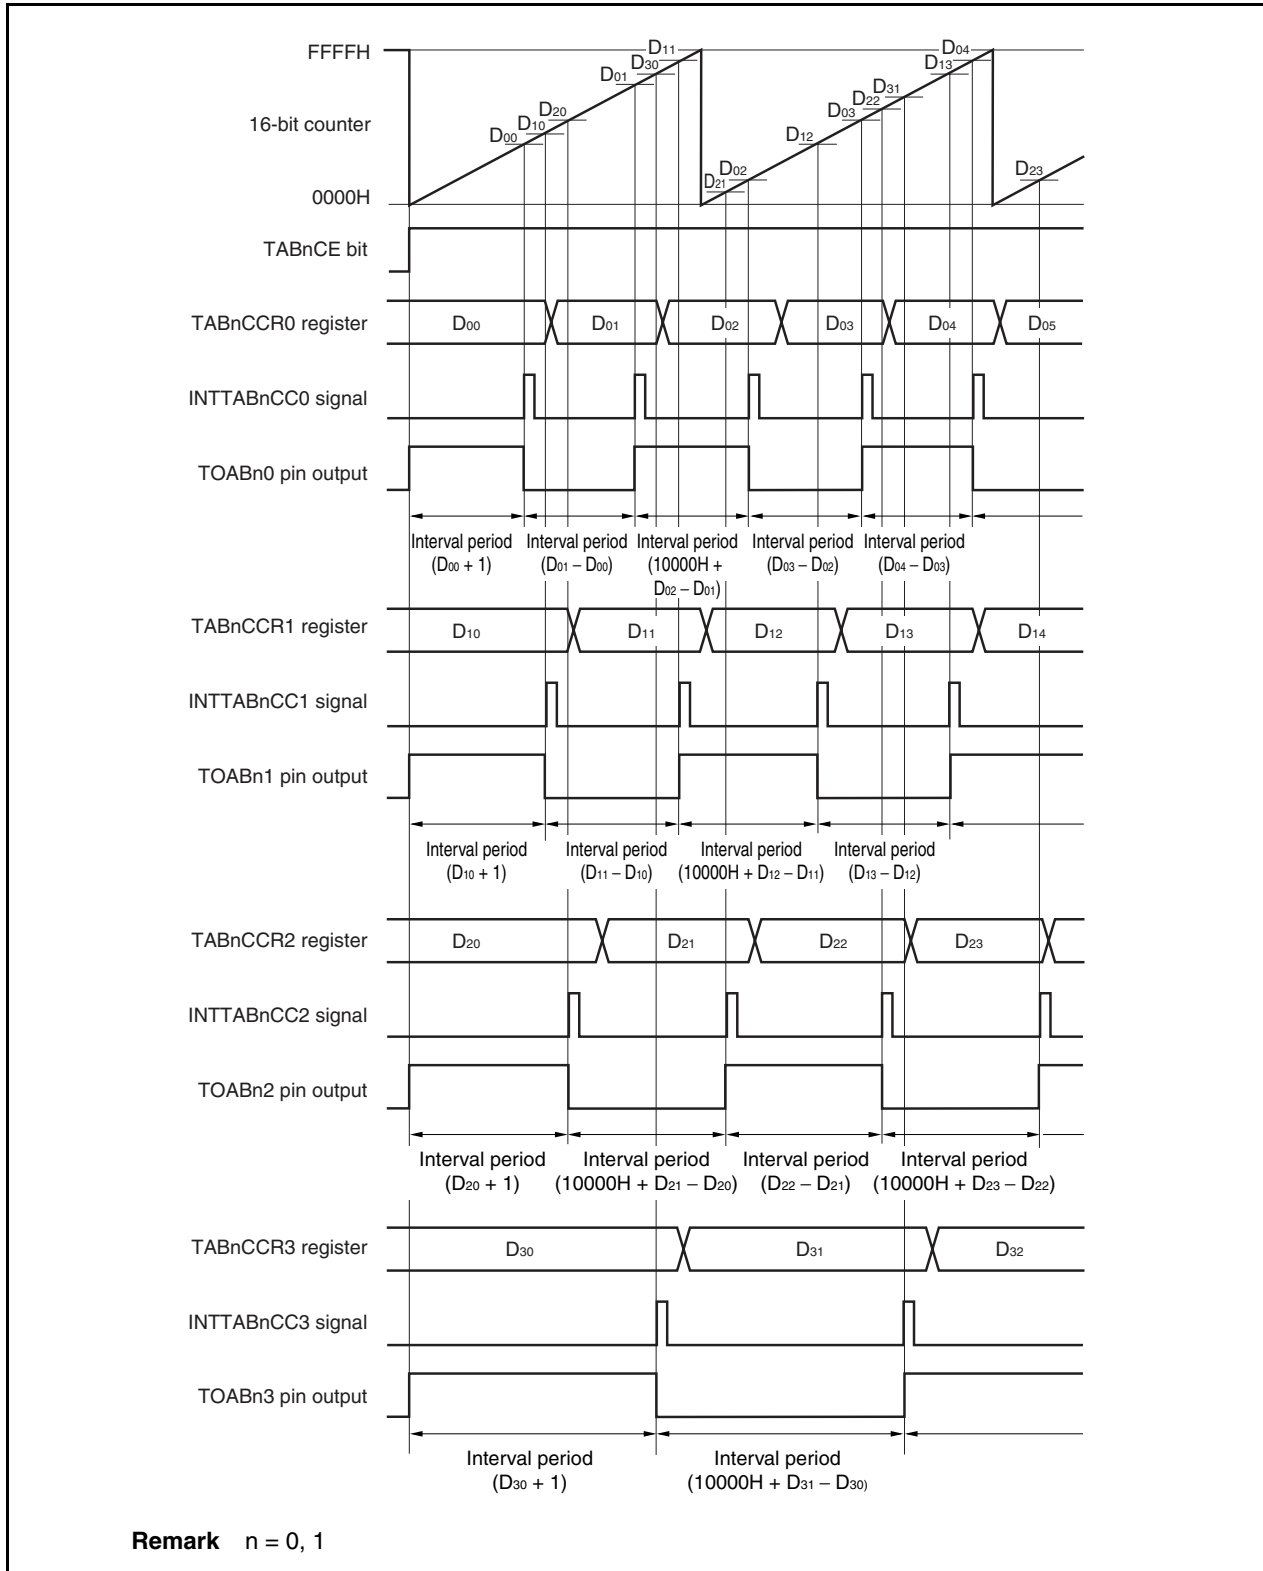 FFFFH
D11
D04
D30
D13
D01
D31
D20
D22
16-bit counter
D10
D03
D00
D12
D02
D23
D21
0000H
TABnCE bit
TABnCCR0 register
D00 D01 D02 D03 D04 D05
INTTABnCC0 signal
TOABn0 pin output
Interval period Interval period Interval period Interval period Interval period
(D00 + 1) (D01 – D00) (10000H + (D03 – D02) (D04 – D03)
D02 – D01)
TABnCCR1 register
D10 D11 D12 D13 D14
INTTABnCC1 signal
TOABn1 pin output
Interval period Interval period Interval period Interval period
(D10 + 1) (D11 – D10) (10000H + D12 – D11) (D13 – D12)
TABnCCR2 register D20 D21 D22 D23
INTTABnCC2 signal
TOABn2 pin output
Interval period Interval period Interval period Interval period
(D20 + 1) (10000H + D21 – D20) (D22 – D21) (10000H + D23 – D22)
TABnCCR3 register D30 D31 D32
INTTABnCC3 signal
TOABn3 pin output
Interval period Interval period
(D30 + 1) (10000H + D31 – D30)
Remark n = 0, 1